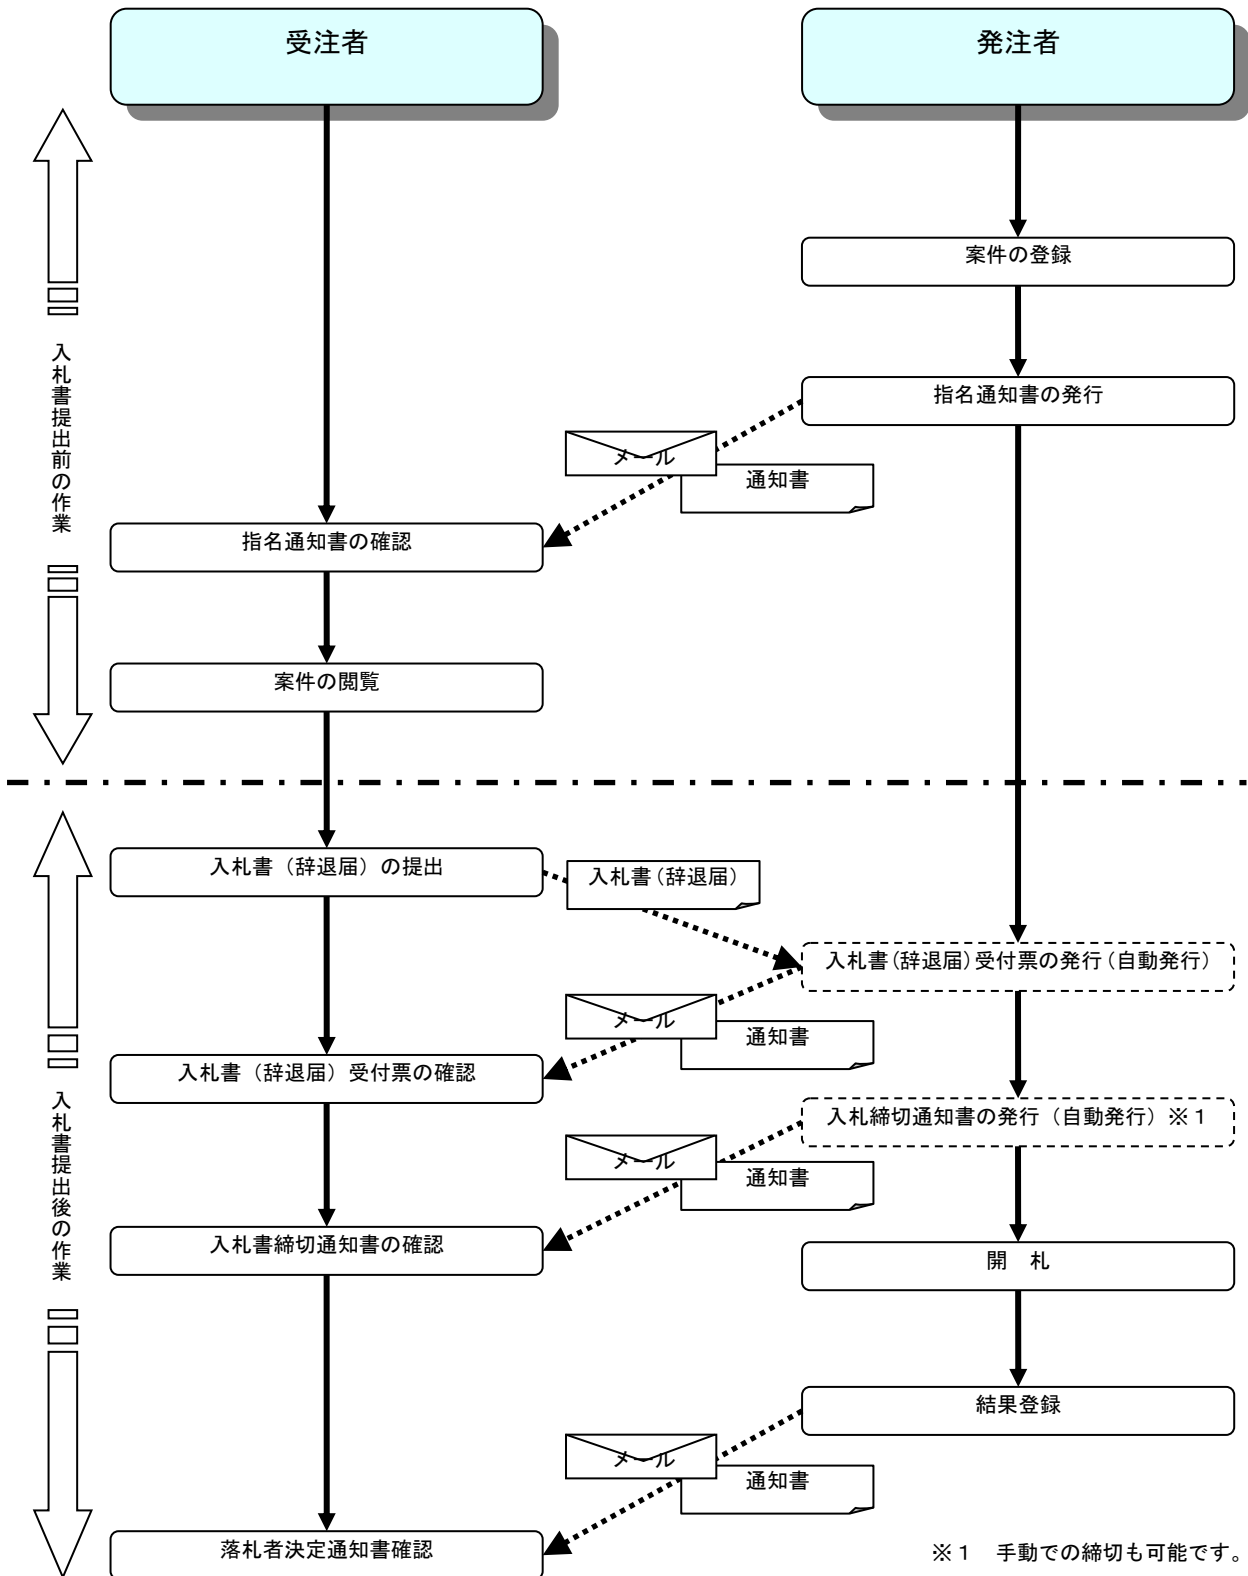 受注者
発注者
案件の登録
指名通知書の発行
メール
通知書
指名通知書の確認
案件の閲覧
入札書提出前の作業
入札書（辞退届）の提出
入札書(辞退届)
入札書(辞退届)受付票の発行(自動発行)
メール
通知書
入札書（辞退届）受付票の確認
入札締切通知書の発行（自動発行）※１
メール
通知書
入札書締切通知書の確認
開　札
結果登録
メール
通知書
落札者決定通知書確認
入札書提出後の作業
※１　手動での締切も可能です。